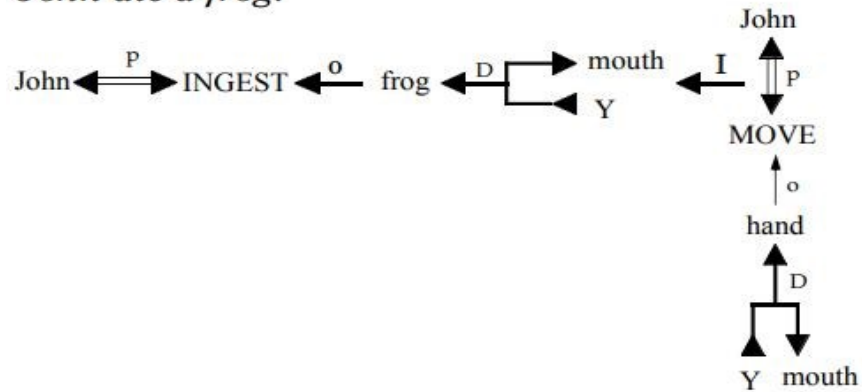 John ate a frog.
John
P
mouth
I
John INGEST
o
frog
D
p
Y
MOVE
o
hand
D
Y mouth